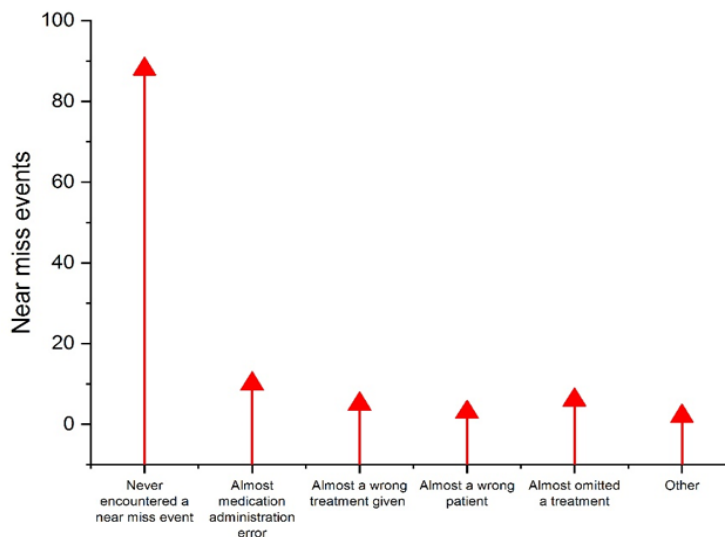 100
80
60
40
20
0
Near miss events
Never
encountered a
near miss event
Almost
medication
administration
error
Almost a wrong
treatment given
Almost a wrong
patient
Almost omitted
a treatment
Other